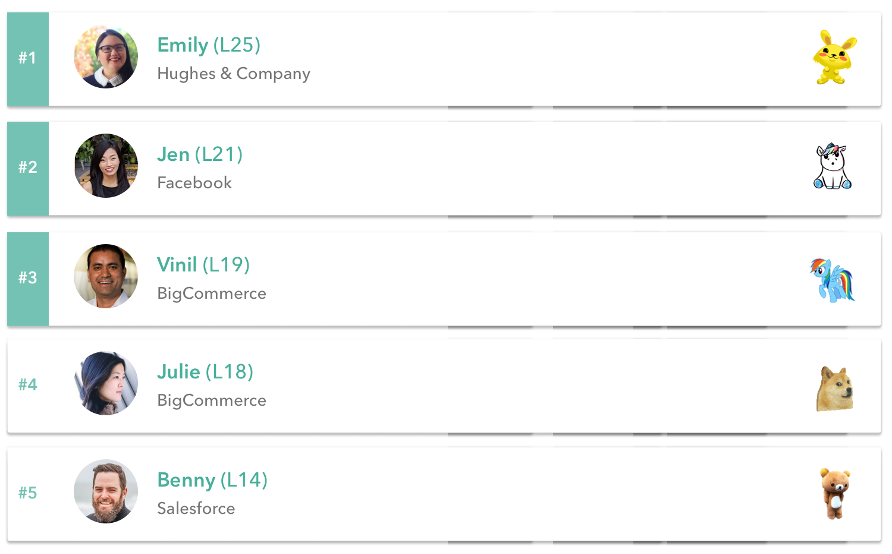 #1
Emily (L25)
Hughes & Company
#2
Jen (L21)
Facebook
#3
Vinil (L19)
BigCommerce
#4
Julie (L18)
BigCommerce
#5
Benny (L14)
Salesforce